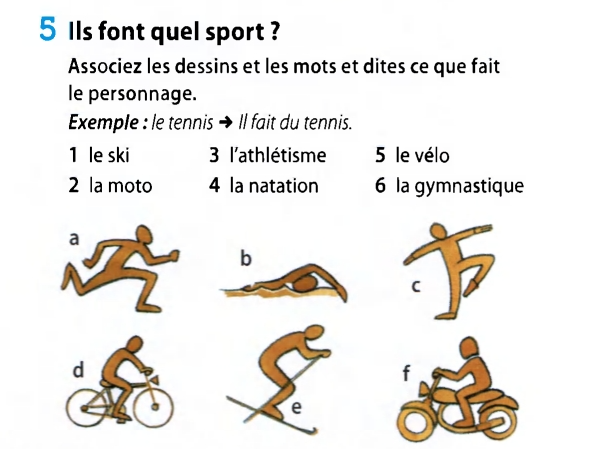 5 Ils font quel sport ?
Associez les dessins et les mots et dites ce que fait
le personnage.
Exemple : le tennis ➜ Il fait du tennis.
1 le ski 3 l'athlétisme 5 le vélo
2 la moto 4 la natation 6 la gymnastique
a b c
d e f